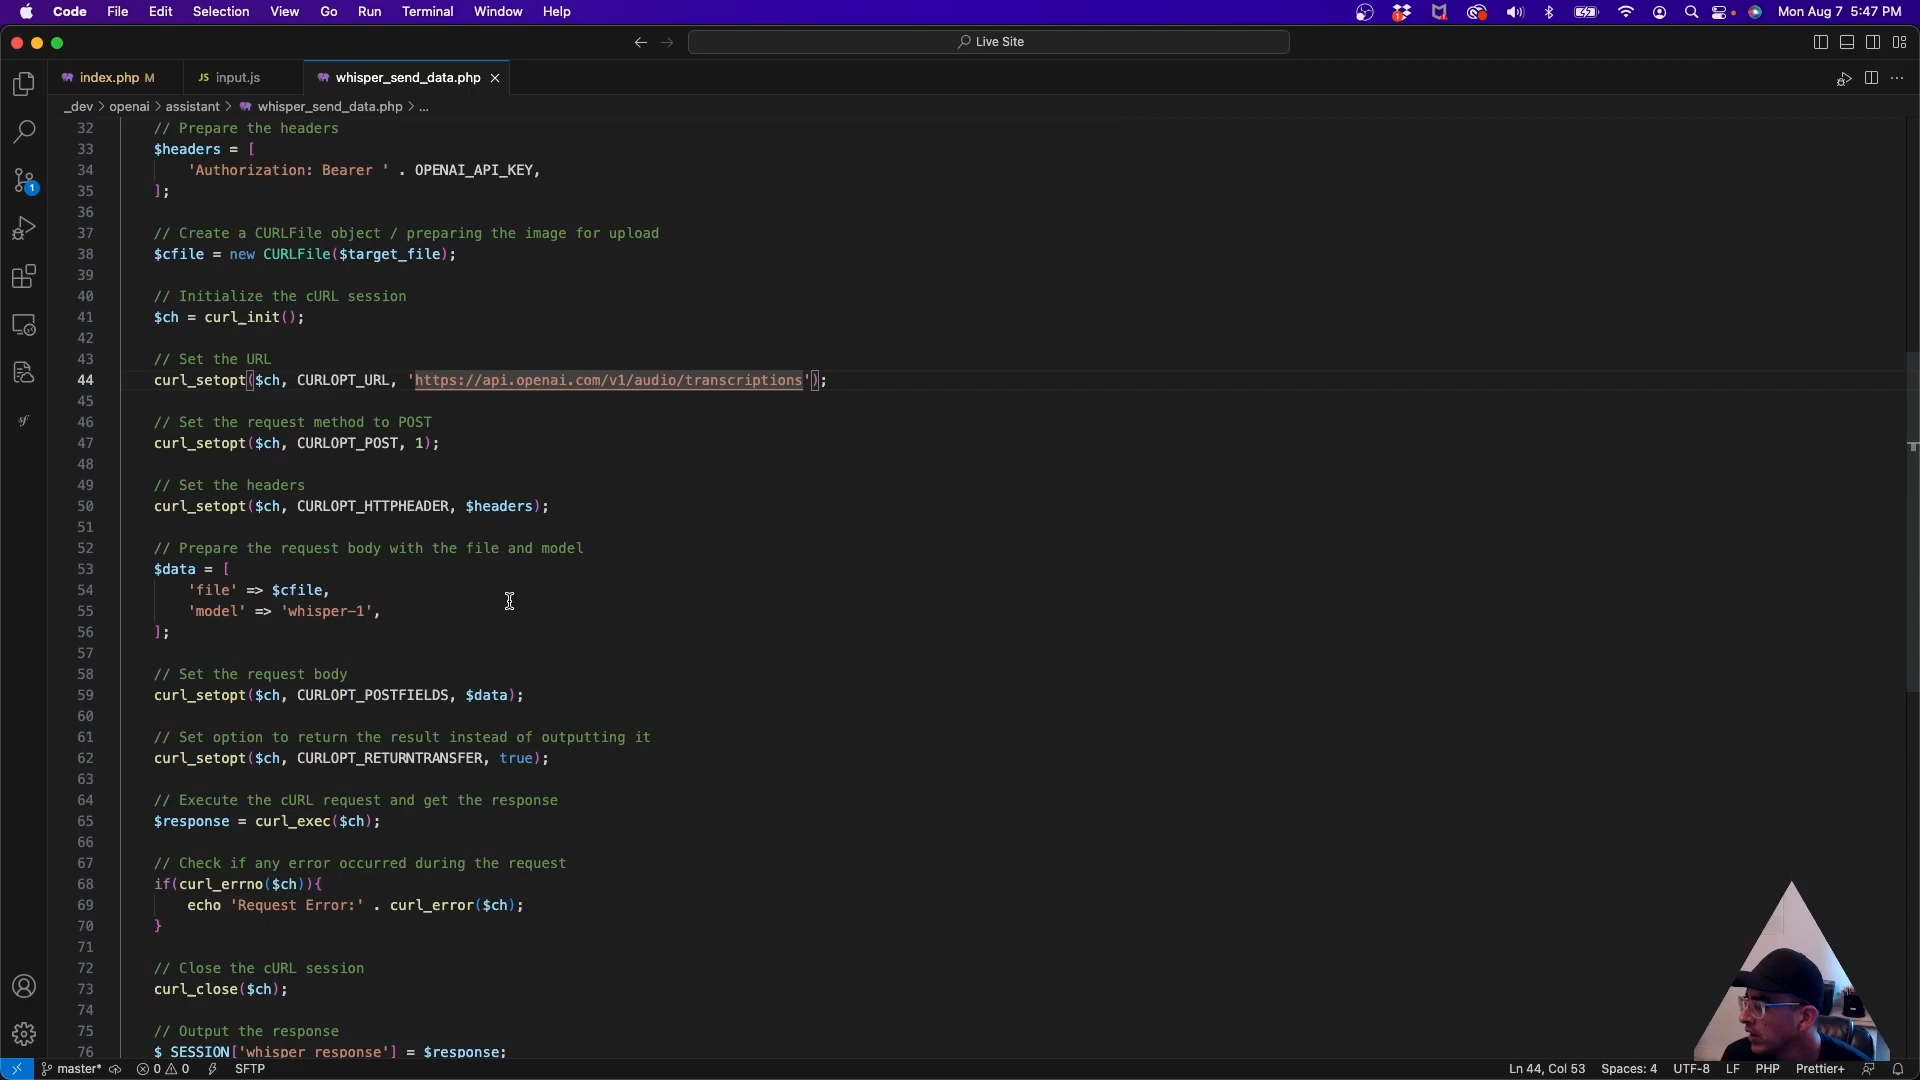 Code File Edit Selection View Go Run Terminal Window Help Mon Aug 7 5:47 PM
Live Site
index.php M JS input.js whisper_send_data.php
_dev > openai > assistant > whisper_send_data.php > ...
32 // Prepare the headers
33 $headers = [
34 'Authorization: Bearer ' . OPENAI_API_KEY,
35 ];
36
37 // Create a CURLFile object / preparing the image for upload
38 $cfile = new CURLFile($target_file);
39
40 // Initialize the cURL session
41 $ch = curl_init();
42
43 // Set the URL
44 curl_setopt($ch, CURLOPT_URL, 'https://api.openai.com/v1/audio/transcriptions');
45
46 // Set the request method to POST
47 curl_setopt($ch, CURLOPT_POST, 1);
48
49 // Set the headers
50 curl_setopt($ch, CURLOPT_HTTPHEADER, $headers);
51
52 // Prepare the request body with the file and model
53 $data = [
54 'file' => $cfile,
55 'model' => 'whisper-1',
56 ];
57
58 // Set the request body
59 curl_setopt($ch, CURLOPT_POSTFIELDS, $data);
60
61 // Set option to return the result instead of outputting it
62 curl_setopt($ch, CURLOPT_RETURNTRANSFER, true);
63
64 // Execute the cURL request and get the response
65 $response = curl_exec($ch);
66
67 // Check if any error occurred during the request
68 if(curl_errno($ch)){
69 echo 'Request Error:' . curl_error($ch);
70 }
71
72 // Close the cURL session
73 curl_close($ch);
74
75 // Output the response
76 $_SESSION['whisper_response'] = $response;
master* 0 0 SFTP Ln 44, Col 53 Spaces: 4 UTF-8 LF PHP Prettier+